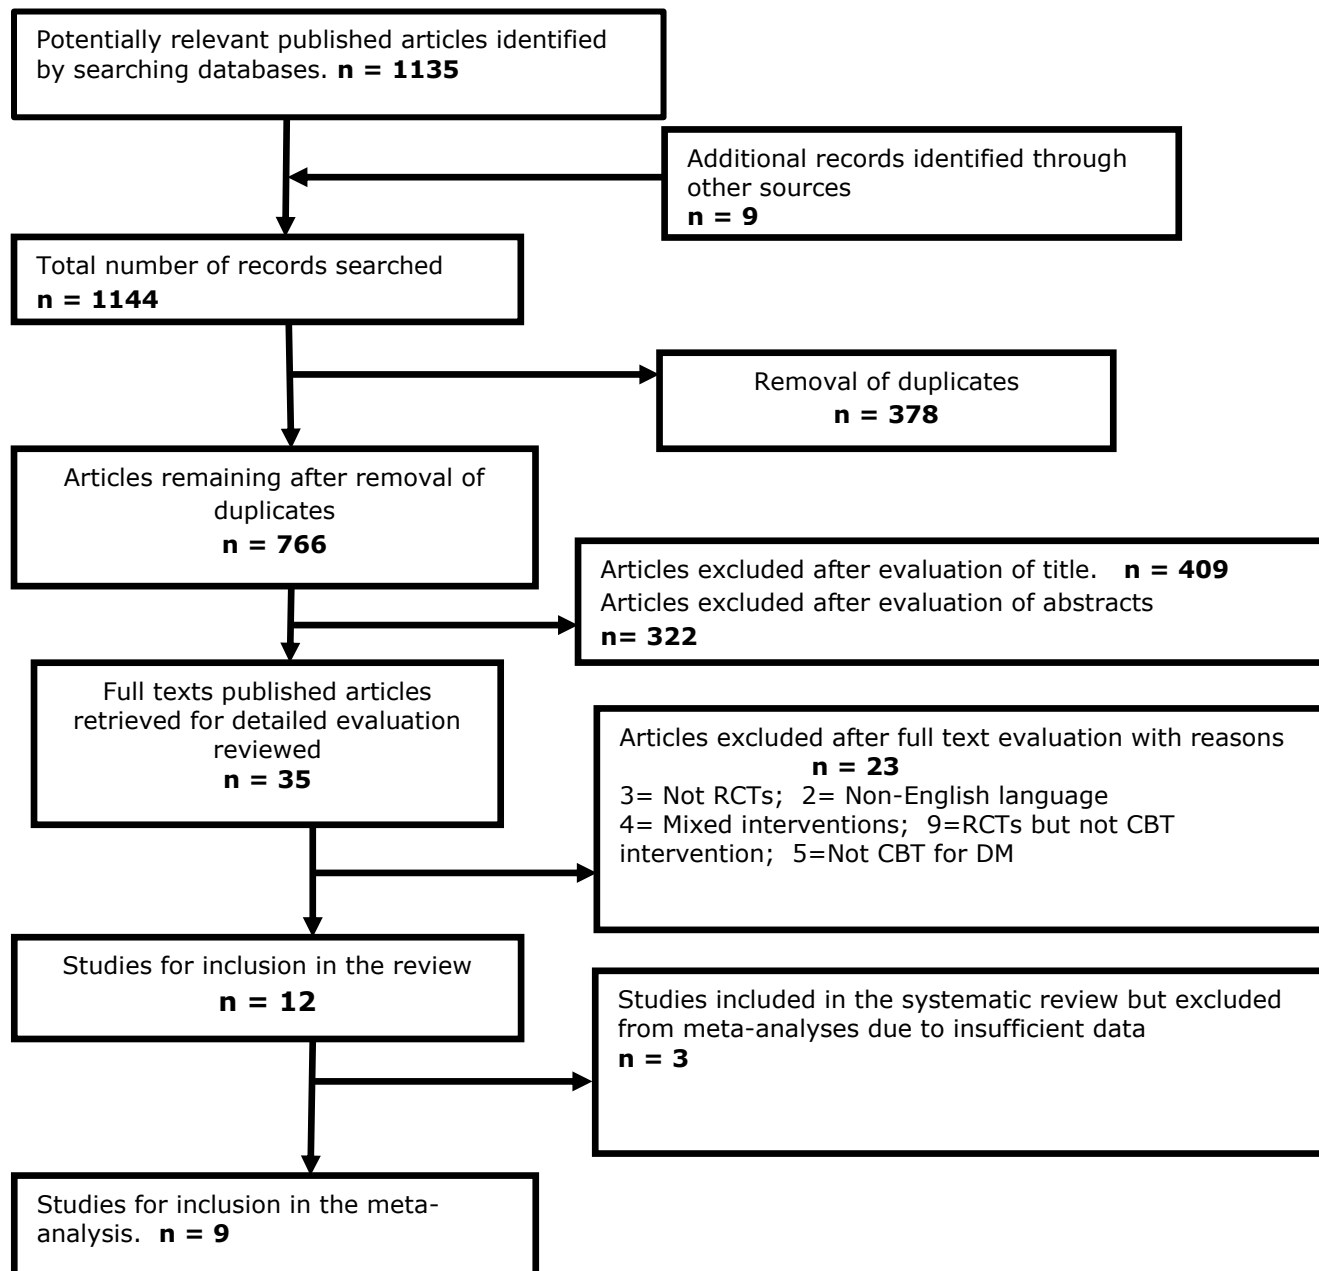 Potentially relevant published articles identified
by searching databases. n = 1135
Additional records identified through
other sources
n = 9
Total number of records searched
n = 1144
Removal of duplicates
n = 378
Articles remaining after removal of
duplicates
n = 766
Articles excluded after evaluation of title. n = 409
Articles excluded after evaluation of abstracts
n= 322
Full texts published articles
retrieved for detailed evaluation
reviewed
n = 35
Articles excluded after full text evaluation with reasons
n = 23
3= Not RCTs; 2= Non-English language
4= Mixed interventions; 9=RCTs but not CBT
intervention; 5=Not CBT for DM
Studies for inclusion in the review
n = 12
Studies included in the systematic review but excluded
from meta-analyses due to insufficient data
n = 3
Studies for inclusion in the meta-
analysis. n = 9